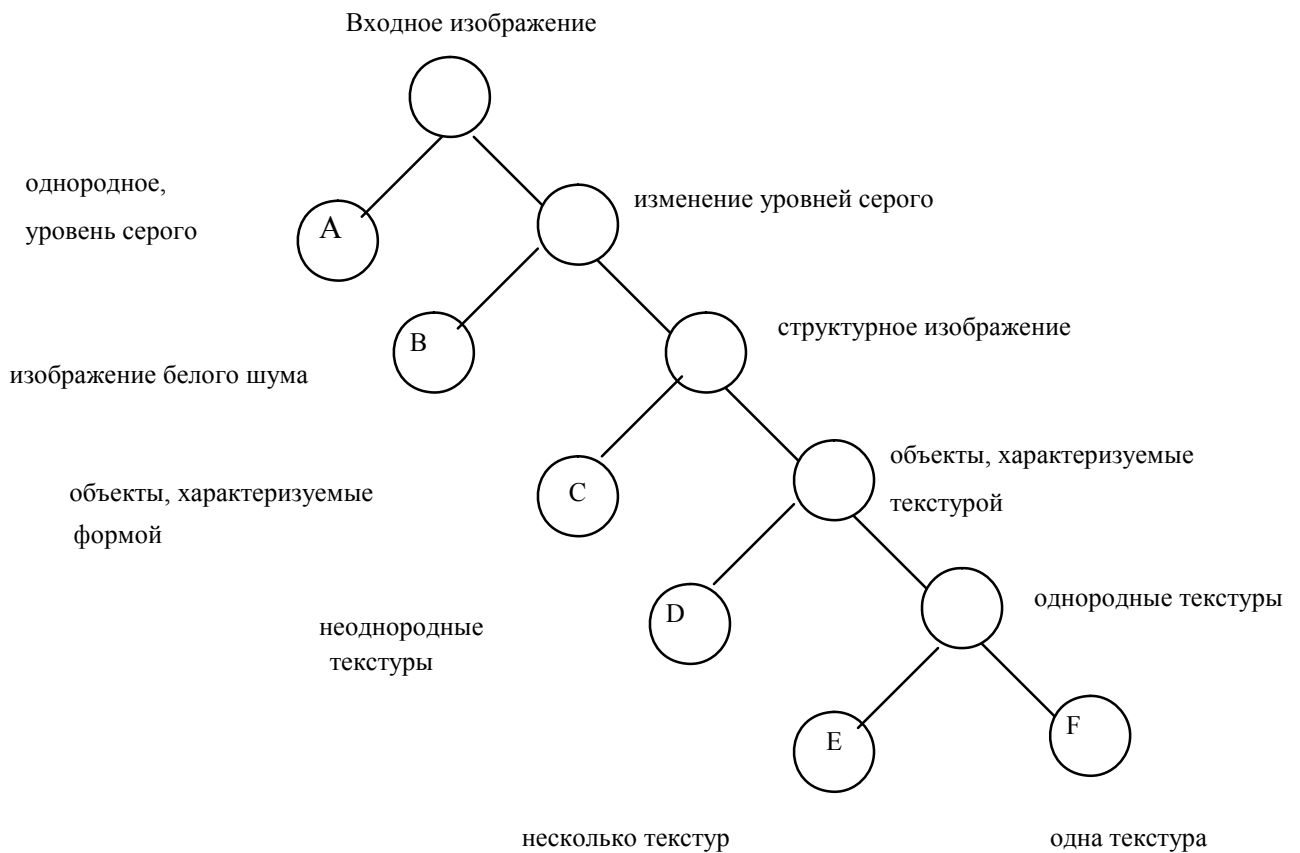 Входное изображение
однородное,
уровень серого
A
изменение уровней серого
B
изображение белого шума
структурное изображение
объекты, характеризуемые
формой
C
объекты, характеризуемые
текстурой
неоднородные
текстуры
D
однородные текстуры
E
F
несколько текстур
одна текстура